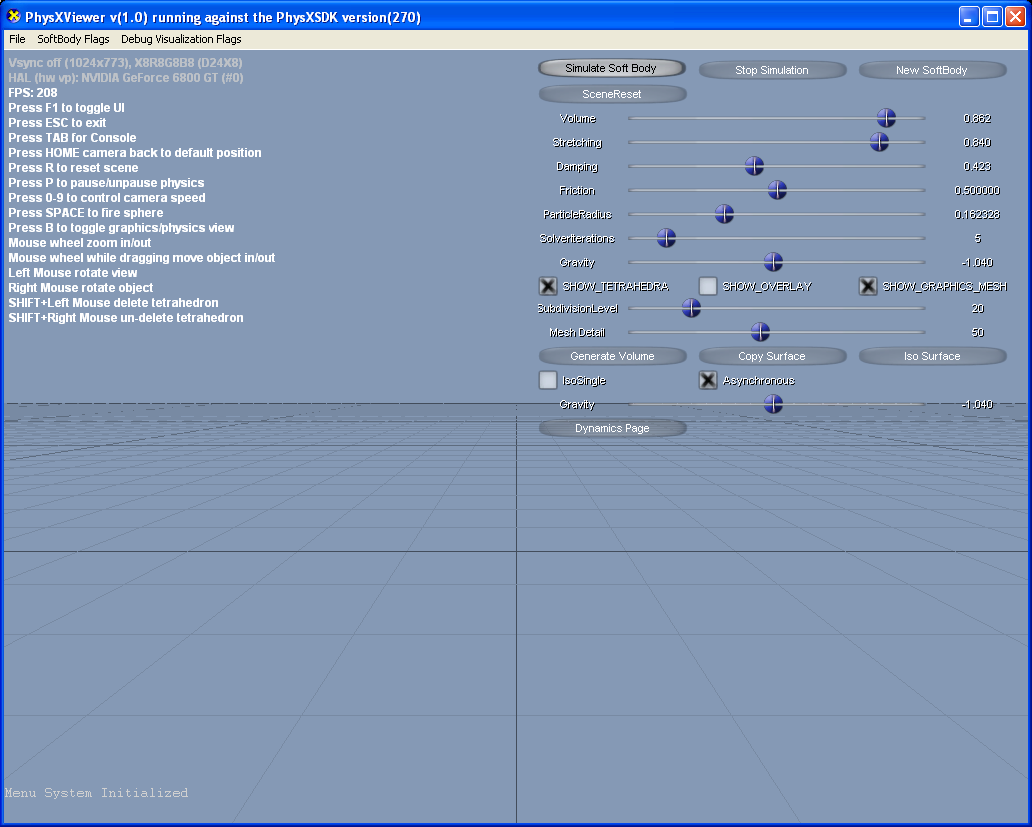 PhysXViewer v(1.0) running against the PhysXSDK version(270)
File SoftBody Flags Debug Visualization Flags
Vsync off (1024x773), X8R8G8B8 (D24X8)
HAL (hw vp): NVIDIA GeForce 6800 GT (#0)
FPS: 208
Press F1 to toggle UI
Press ESC to exit
Press TAB for Console
Press HOME camera back to default position
Press R to reset scene
Press P to pause/unpause physics
Press 0-9 to control camera speed
Press SPACE to fire sphere
Press B to toggle graphics/physics view
Mouse wheel zoom in/out
Mouse wheel while dragging move object in/out
Left Mouse rotate view
Right Mouse rotate object
SHIFT+Left Mouse delete tetrahedron
SHIFT+Right Mouse un-delete tetrahedron
Simulate Soft Body Stop Simulation New SoftBody
SceneReset
Volume 0.862
Stretching 0.840
Damping 0.423
Friction 0.500000
ParticleRadius 0.162328
SolverIterations 5
Gravity -1.040
SHOW_TETRAHEDRA SHOW_OVERLAY SHOW_GRAPHICS_MESH
SubdivisionLevel 20
Mesh Detail 50
Generate Volume Copy Surface Iso Surface
IsoSingle Asynchronous
Gravity -1.040
Dynamics Page
Menu System Initialized